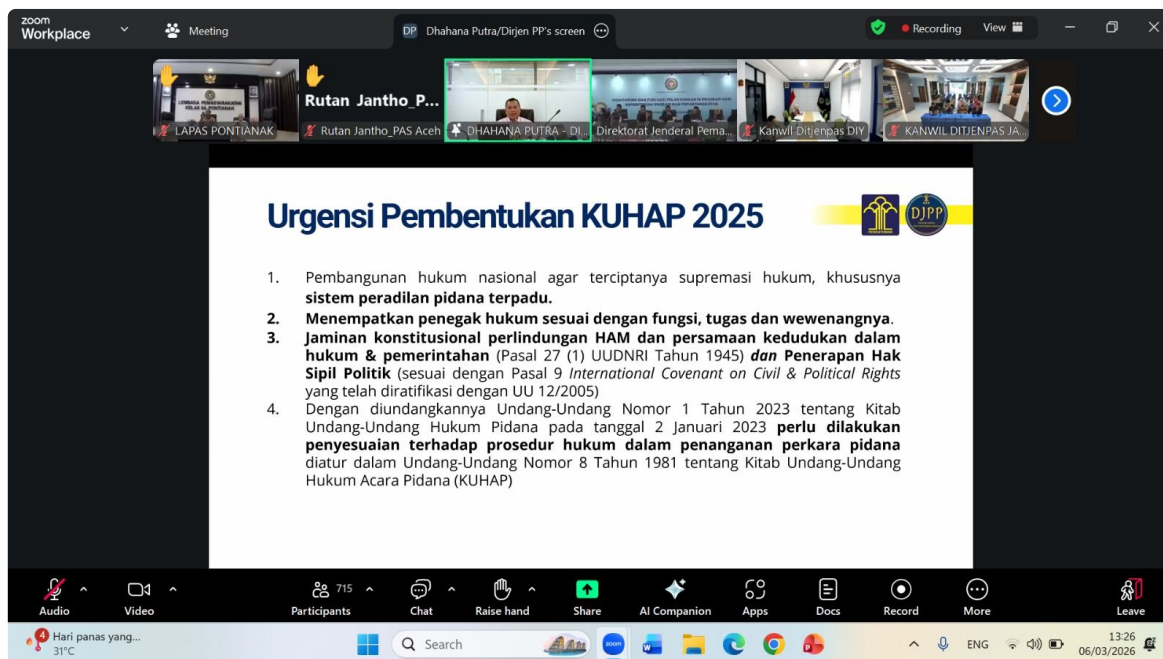 zoom
Workplace
Meeting
DP Dhahana Putra/Dirjen PP's screen
Recording
View
LEMBAGA PEMASYARAKATAN
KELAS IIA PONTIANAK
LAPAS PONTIANAK
Rutan Jantho_P...
Rutan Jantho_PAS Aceh
DHAHANA PUTRA - DI...
Direktorat Jenderal Pema...
Kanwil Ditjenpas DIY
KANWIL DITJENPAS JA...
Urgensi Pembentukan KUHAP 2025
DJPP
1. Pembangunan hukum nasional agar terciptanya supremasi hukum, khususnya
sistem peradilan pidana terpadu.
2. Menempatkan penegak hukum sesuai dengan fungsi, tugas dan wewenangnya.
3. Jaminan konstitusional perlindungan HAM dan persamaan kedudukan dalam
hukum & pemerintahan (Pasal 27 (1) UUDNRI Tahun 1945) dan Penerapan Hak
Sipil Politik (sesuai dengan Pasal 9 International Covenant on Civil & Political Rights
yang telah diratifikasi dengan UU 12/2005)
4. Dengan diundangkannya Undang-Undang Nomor 1 Tahun 2023 tentang Kitab
Undang-Undang Hukum Pidana pada tanggal 2 Januari 2023 perlu dilakukan
penyesuaian terhadap prosedur hukum dalam penanganan perkara pidana
diatur dalam Undang-Undang Nomor 8 Tahun 1981 tentang Kitab Undang-Undang
Hukum Acara Pidana (KUHAP)
Audio
Video
715
Participants
Chat
Raise hand
Share
AI Companion
Apps
Docs
Record
More
Leave
4
Hari panas yang...
31°C
Search
zoom
ENG
13:26
06/03/2026